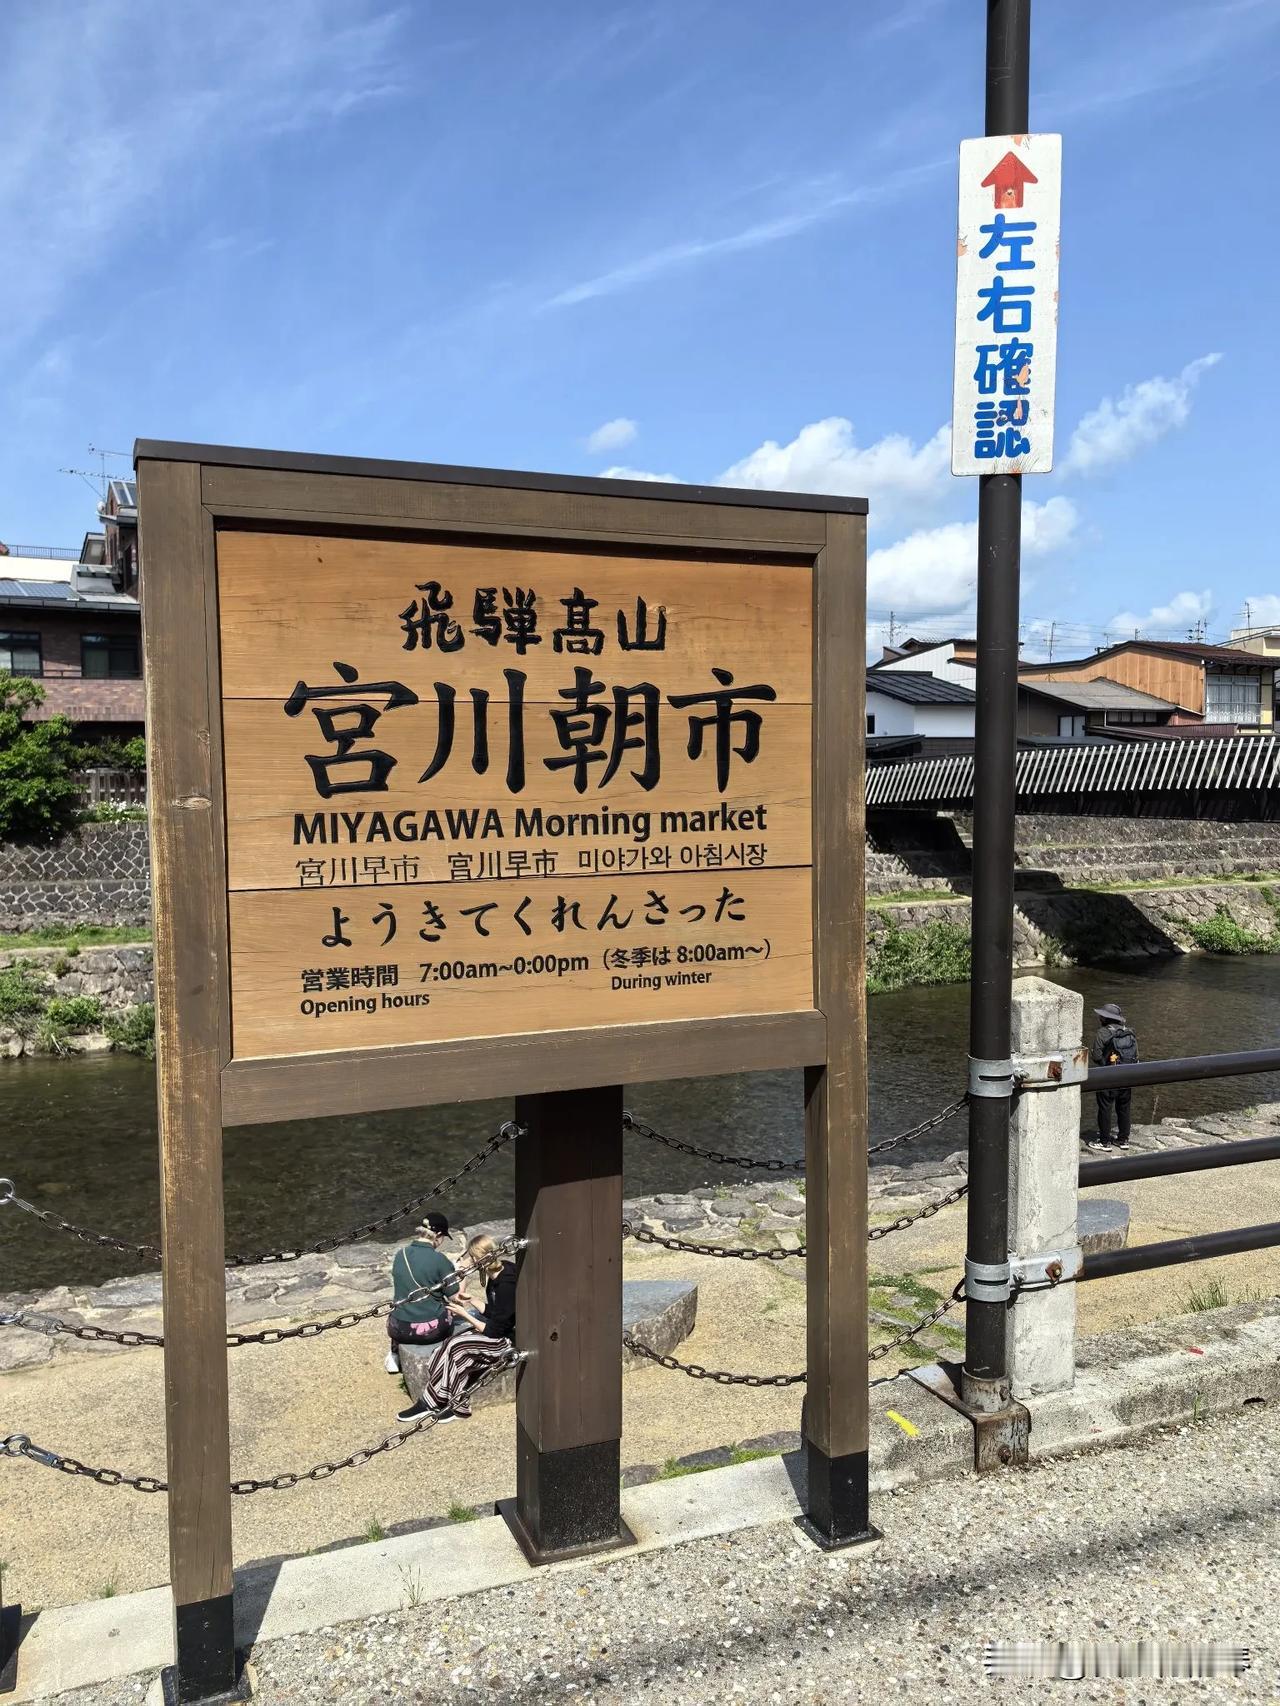 飛騨高山
宮川朝市
MIYAGAWA Morning market
宮川早市 宮川早市 미야가와 아침시장
ようきてくれんさった
営業時間 7:00am~0:00pm (冬季は 8:00am~)
Opening hours During winter
左右確認